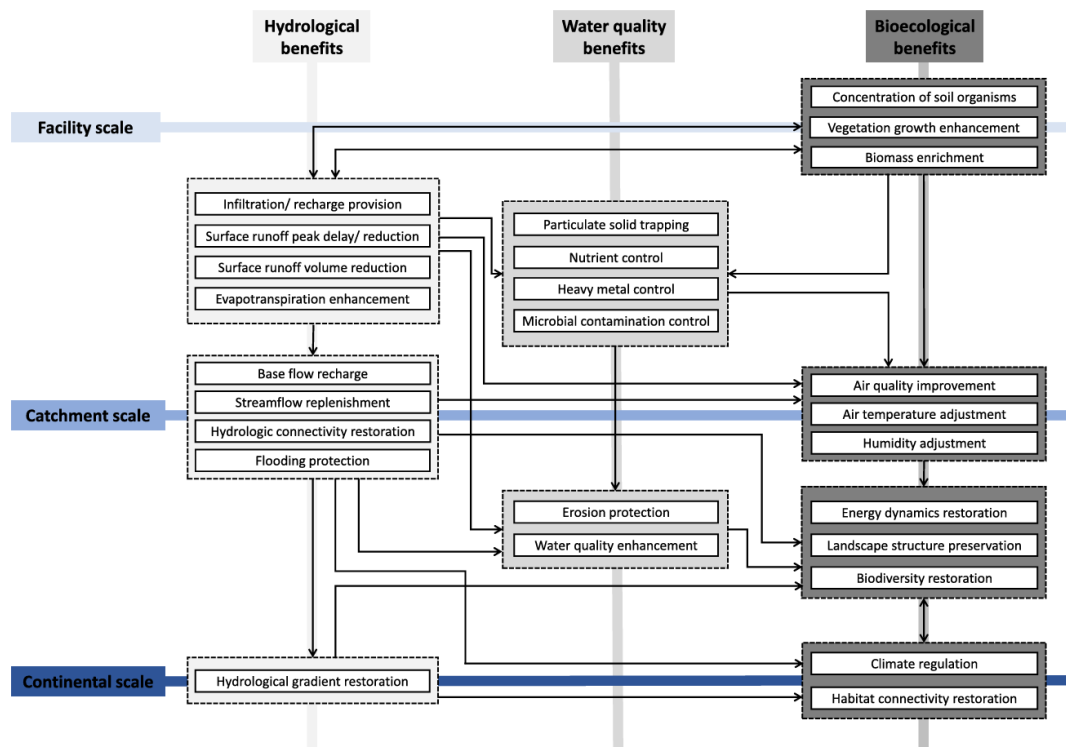 Hydrological
benefits
Water quality
benefits
Bioecological
benefits
Facility scale
Concentration of soil organisms
Vegetation growth enhancement
Biomass enrichment
Infiltration/ recharge provision
Surface runoff peak delay/ reduction
Surface runoff volume reduction
Evapotranspiration enhancement
Particulate solid trapping
Nutrient control
Heavy metal control
Microbial contamination control
Catchment scale
Base flow recharge
Streamflow replenishment
Hydrologic connectivity restoration
Flooding protection
Air quality improvement
Air temperature adjustment
Humidity adjustment
Erosion protection
Water quality enhancement
Energy dynamics restoration
Landscape structure preservation
Biodiversity restoration
Continental scale
Hydrological gradient restoration
Climate regulation
Habitat connectivity restoration